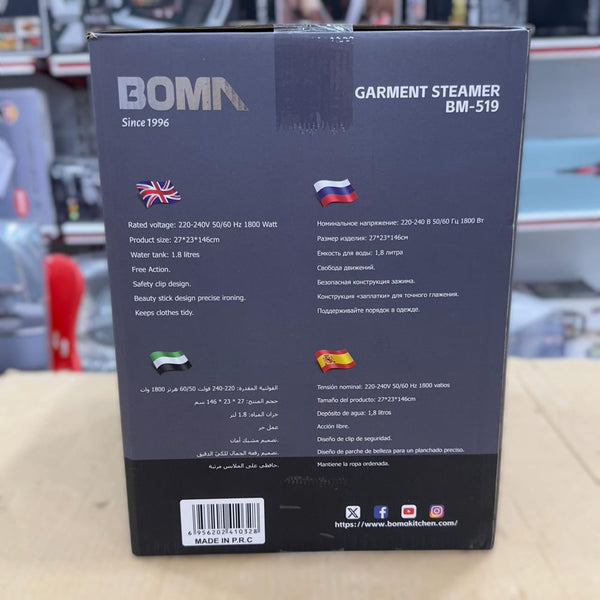 BOMA
Since 1996
GARMENT STEAMER
BM-519
Rated voltage: 220-240V 50/60 Hz 1800 Watt
Product size: 27*23*146cm
Water tank: 1.8 litres
Free Action.
Safety clip design.
Beauty stick design precise ironing.
Keeps clothes tidy.
Номинальное напряжение: 220-240 В 50/60 Гц 1800 Вт
Размер изделия: 27*23*146см
Емкость для воды: 1,8 литра
Свобода движений.
Безопасная конструкция зажима.
Конструкция «заплатки» для точного глажения.
Поддерживайте порядок в одежде.
الفولتية المقدرة: 220-240 فولت 60/50 هرتز 1800 وات
حجم المنتج: 27 * 23 * 146 سم
خزان المياه: 1.8 لتر
عمل حر
تصميم مشبك أمان.
تصميم رقعة الجمال للكي الدقيق.
حافظي على الملابس مرتبة.
Tensión nominal: 220-240V 50/60 Hz 1800 vatios
Tamaño del producto: 27*23*146cm
Depósito de agua: 1,8 litros
Acción libre.
Diseño de clip de seguridad.
Diseño de parche de belleza para un planchado preciso.
Mantiene la ropa ordenada.
6 956202 410328
MADE IN P.R.C
https://www.bomakitchen.com/